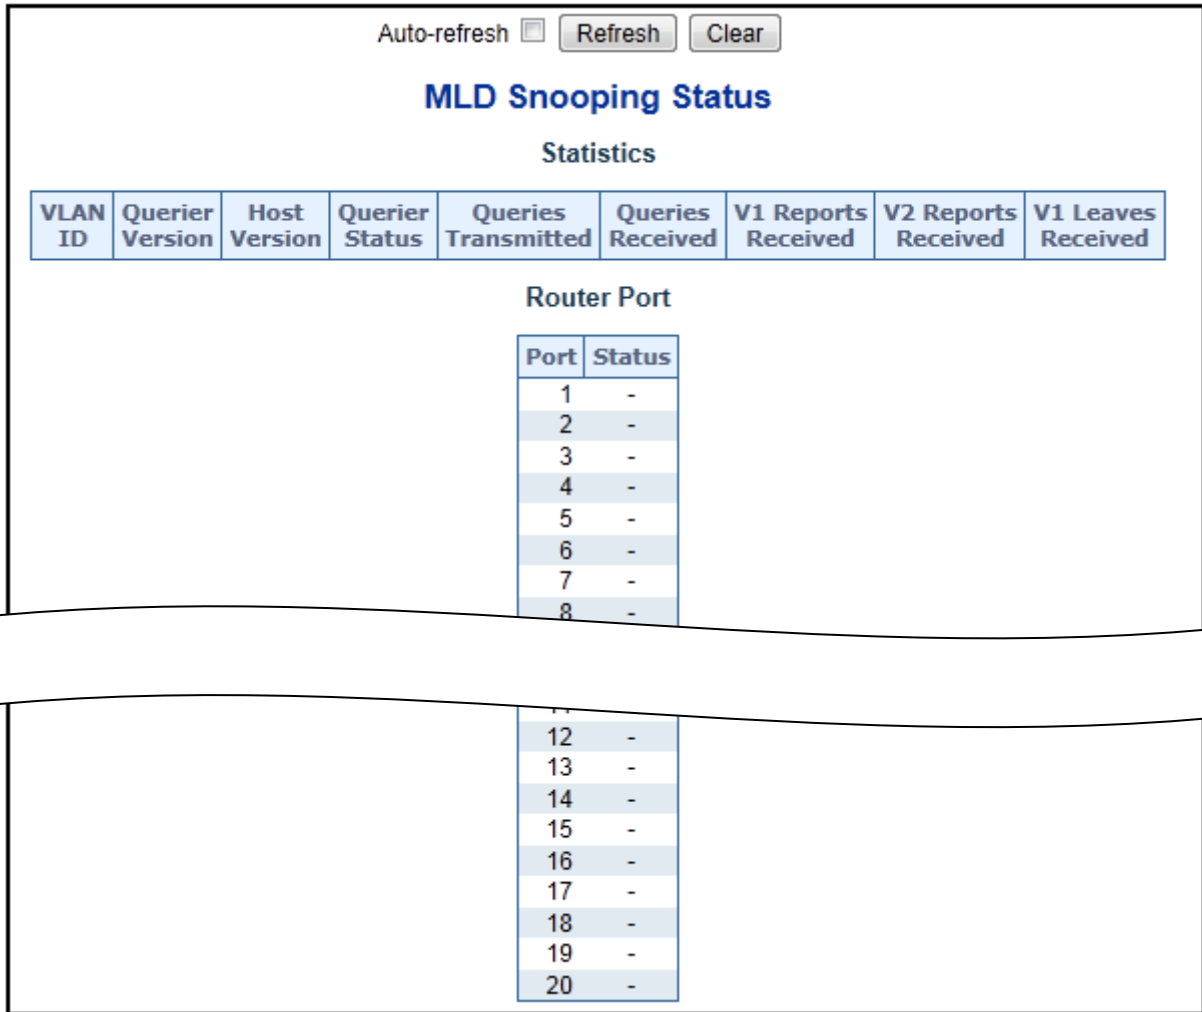 Auto-refresh Refresh Clear
MLD Snooping Status
Statistics
VLAN ID Querier Version Host Version Querier Status Queries Transmitted Queries Received V1 Reports Received V2 Reports Received V1 Leaves Received
Router Port
Port Status
1 -
2 -
3 -
4 -
5 -
6 -
7 -
8 -
12 -
13 -
14 -
15 -
16 -
17 -
18 -
19 -
20 -